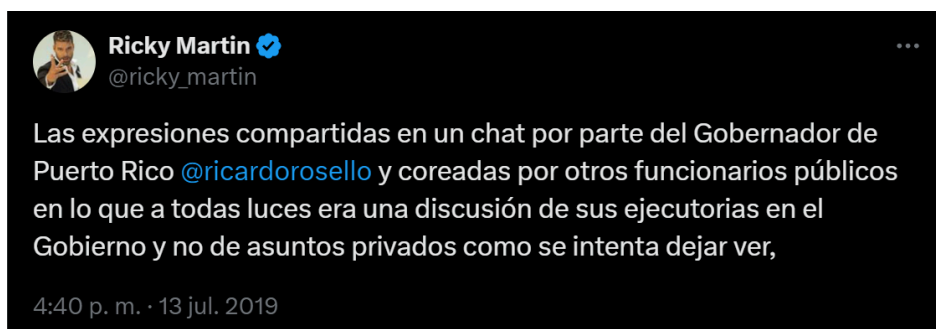 Ricky Martin
@ricky_martin
Las expresiones compartidas en un chat por parte del Gobernador de
Puerto Rico @ricardorosello y coreadas por otros funcionarios públicos
en lo que a todas luces era una discusión de sus ejecutorias en el
Gobierno y no de asuntos privados como se intenta dejar ver,
4:40 p. m. · 13 jul. 2019